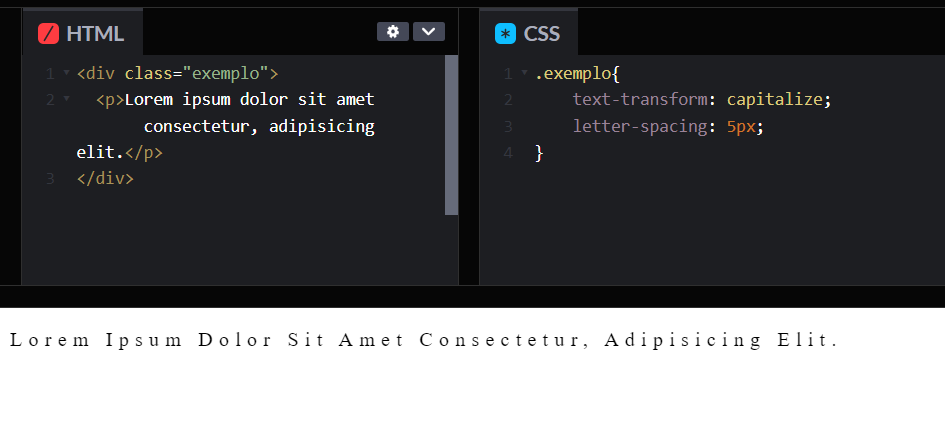 HTML
1 <div class="exemplo">
2 <p>Lorem ipsum dolor sit amet
consectetur, adipisicing
elit.</p>
3 </div>
CSS
1 .exemplo{
2 text-transform: capitalize;
3 letter-spacing: 5px;
4 }
Lorem Ipsum Dolor Sit Amet Consectetur, Adipisicing Elit.